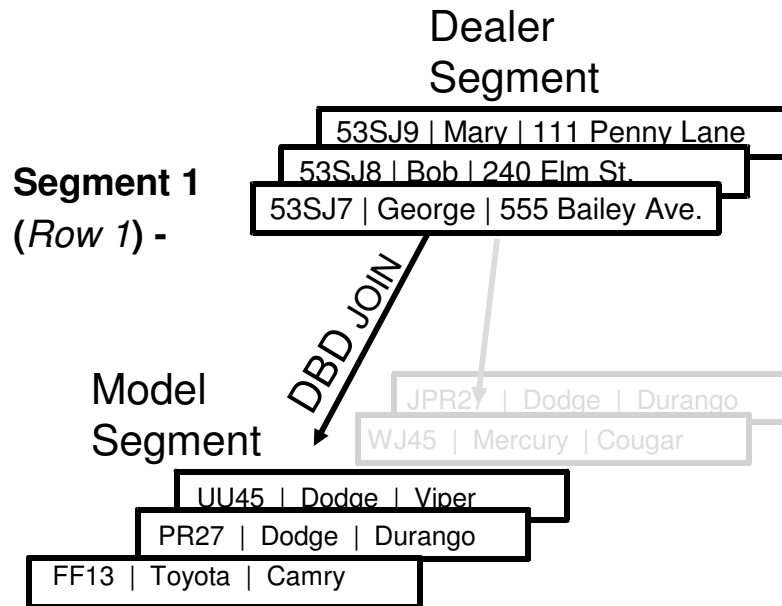 Dealer
Segment
53SJ9 | Mary | 111 Penny Lane
53SJ8 | Bob | 240 Elm St.
Segment 1
(Row 1) -
53SJ7 | George | 555 Bailey Ave.
DBD JOIN
Model
Segment
JPR27 | Dodge | Durango
WJ45 | Mercury | Cougar
UU45 | Dodge | Viper
PR27 | Dodge | Durango
FF13 | Toyota | Camry